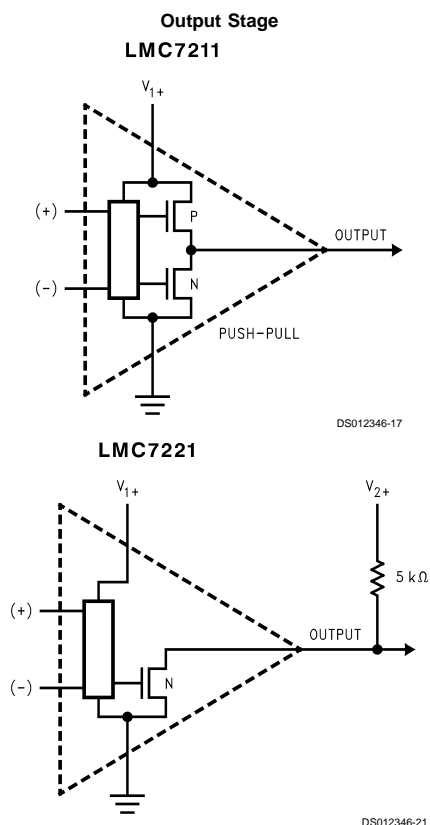 Output Stage
LMC7211
V1+
(+)
P
OUTPUT
(−)
N
PUSH-PULL
DS012346-17
LMC7221
V1+
V2+
5 kΩ
(+)
OUTPUT
(−)
N
DS012346-21